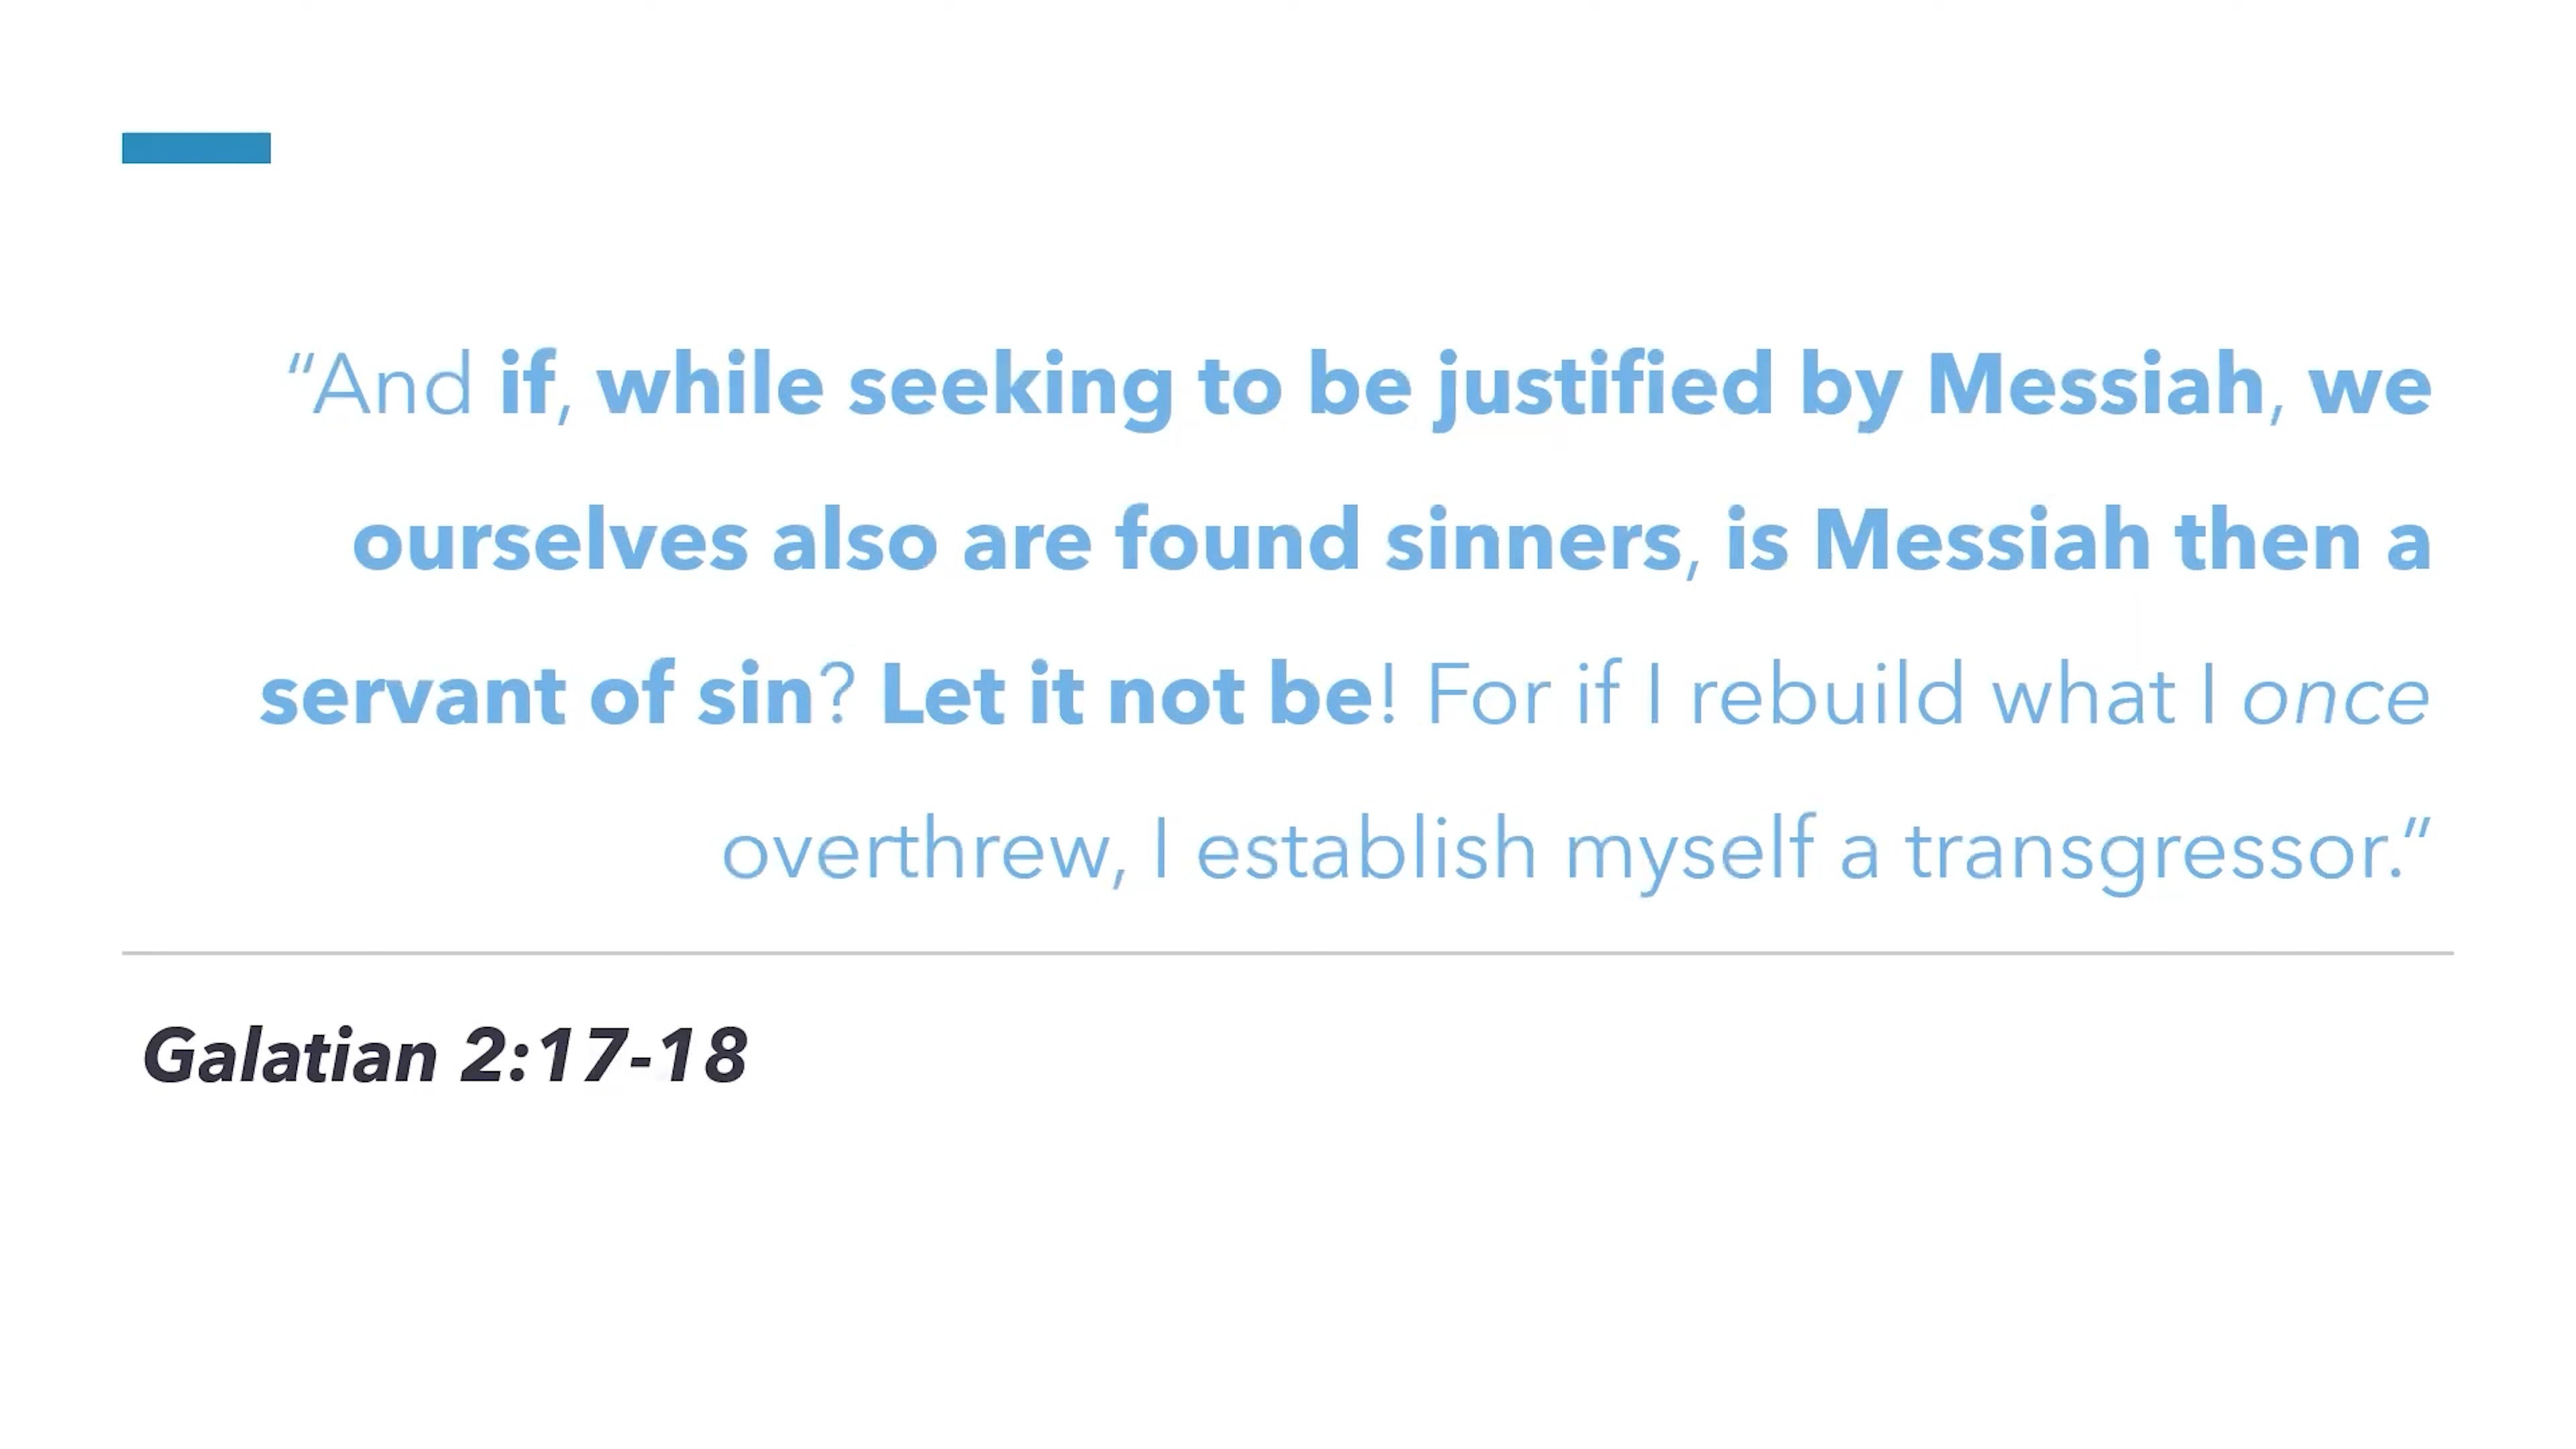 “And if, while seeking to be justified by Messiah, we
ourselves also are found sinners, is Messiah then a
servant of sin? Let it not be! For if I rebuild what I once
overthrew, I establish myself a transgressor.”
Galatian 2:17-18